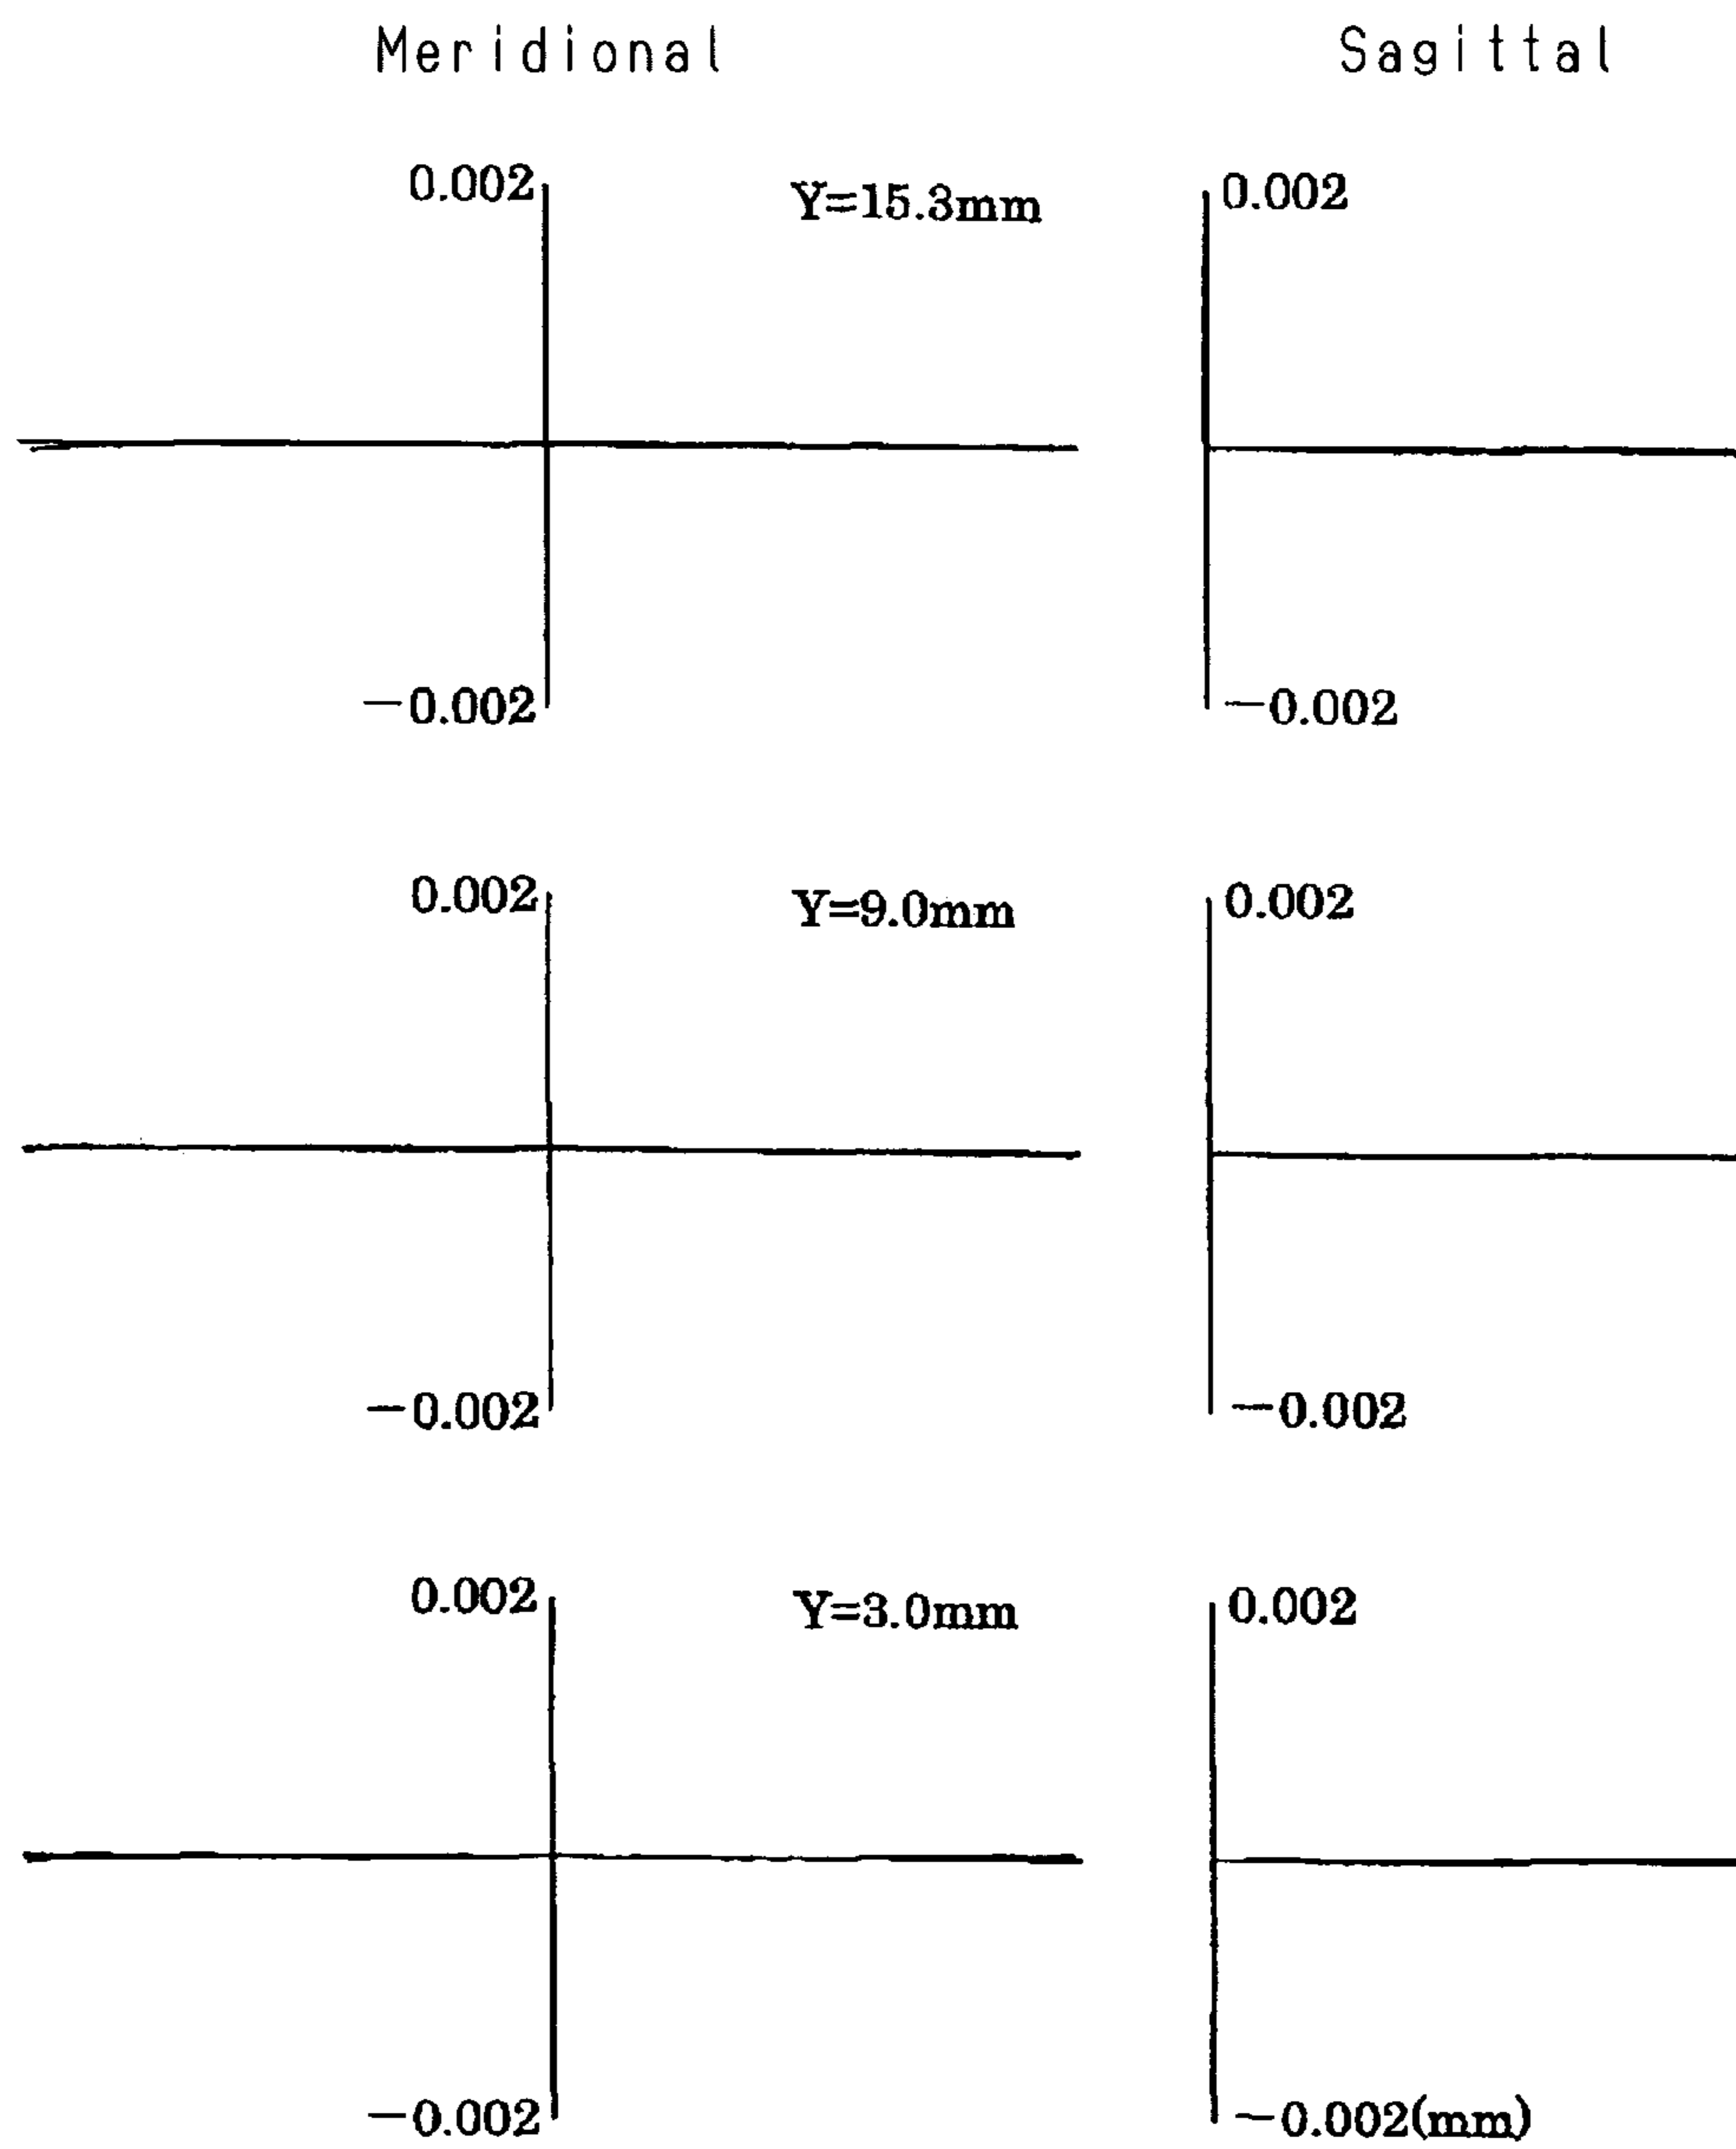 Meridional Sagittal
0.002 Y=15.3mm 0.002
−0.002 −0.002
0.002 Y=9.0mm 0.002
−0.002 −0.002
0.002 Y=3.0mm 0.002
−0.002 −0.002(mm)